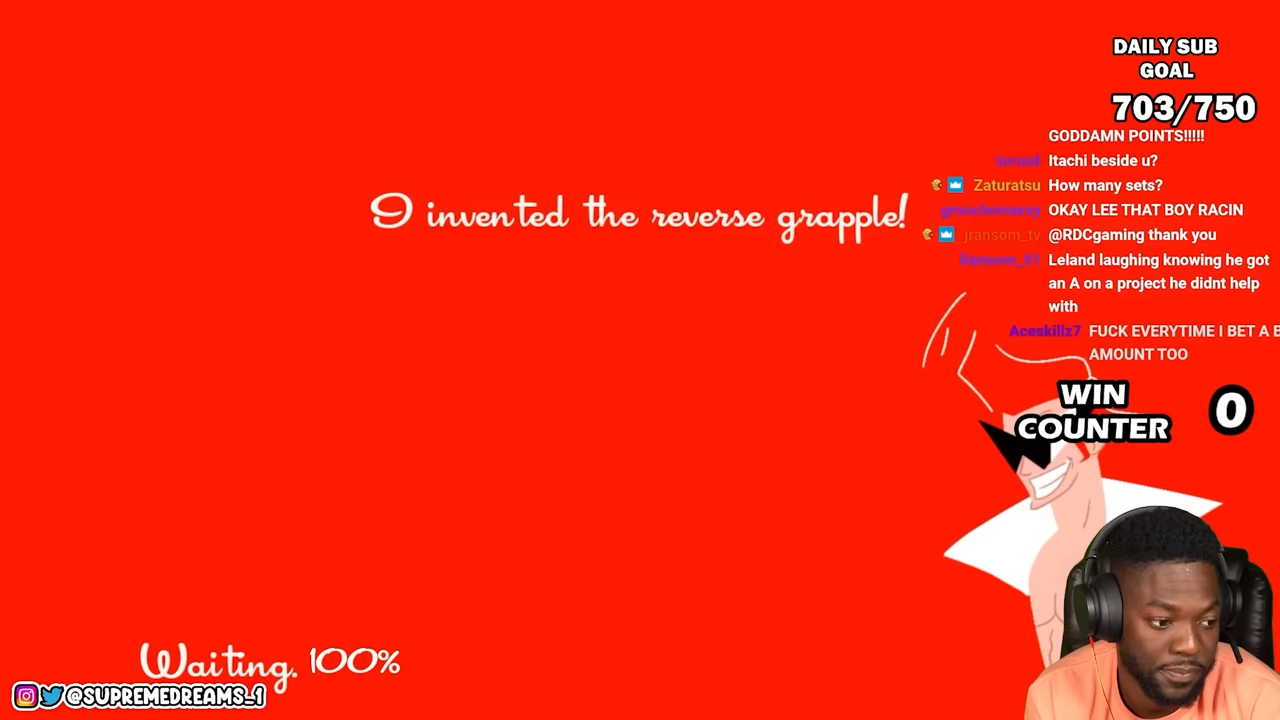 DAILY SUB
GOAL
703/750
GODDAMN POINTS!!!!!
Itachi beside u?
Zaturatsu How many sets?
OKAY LEE THAT BOY RACIN
jransom_tv @RDCgaming thank you
Leland laughing knowing he got
an A on a project he didnt help
with
Aceskillz7 FUCK EVERYTIME I BET A B
AMOUNT TOO
I invented the reverse grapple!
WIN
COUNTER
0
Waiting. 100%
@SUPREMEDREAMS_1